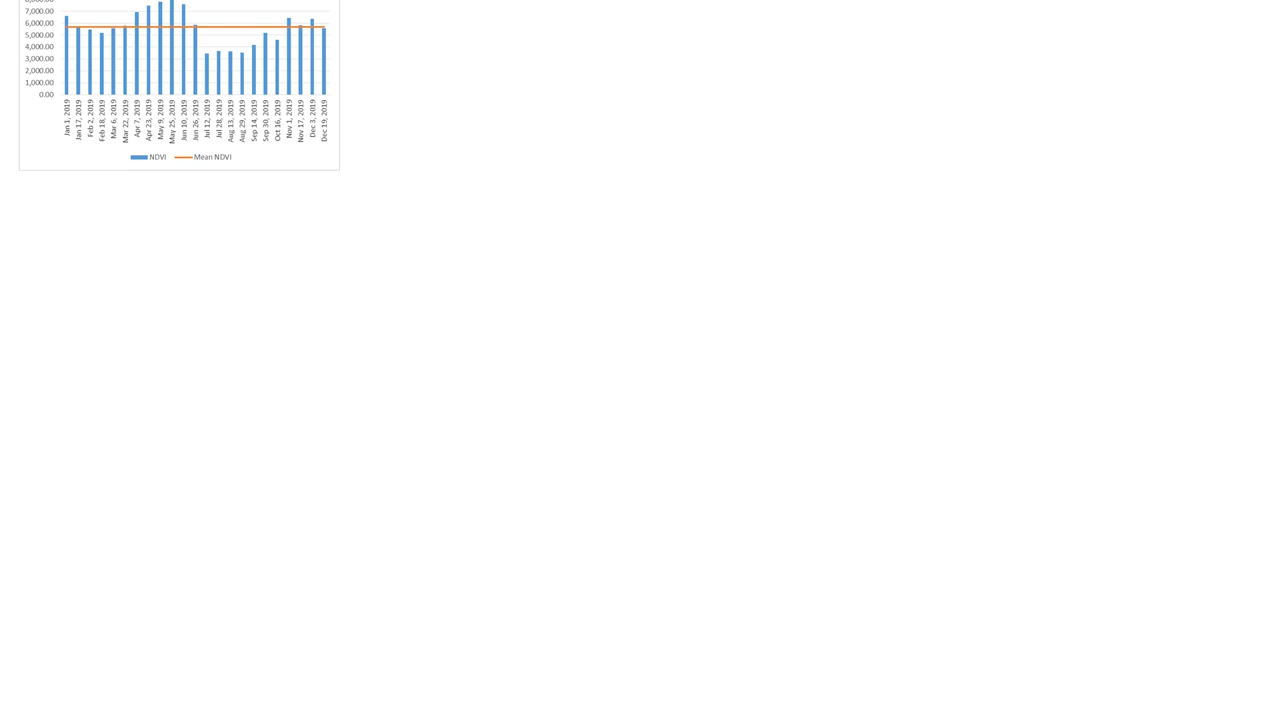 8,000.00
7,000.00
6,000.00
5,000.00
4,000.00
3,000.00
2,000.00
1,000.00
0.00
Jan 1, 2019
Jan 17, 2019
Feb 2, 2019
Feb 18, 2019
Mar 6, 2019
Mar 22, 2019
Apr 7, 2019
Apr 23, 2019
May 9, 2019
May 25, 2019
Jun 10, 2019
Jun 26, 2019
Jul 12, 2019
Jul 28, 2019
Aug 13, 2019
Aug 29, 2019
Sep 14, 2019
Sep 30, 2019
Oct 16, 2019
Nov 1, 2019
Nov 17, 2019
Dec 3, 2019
Dec 19, 2019
NDVI Mean NDVI